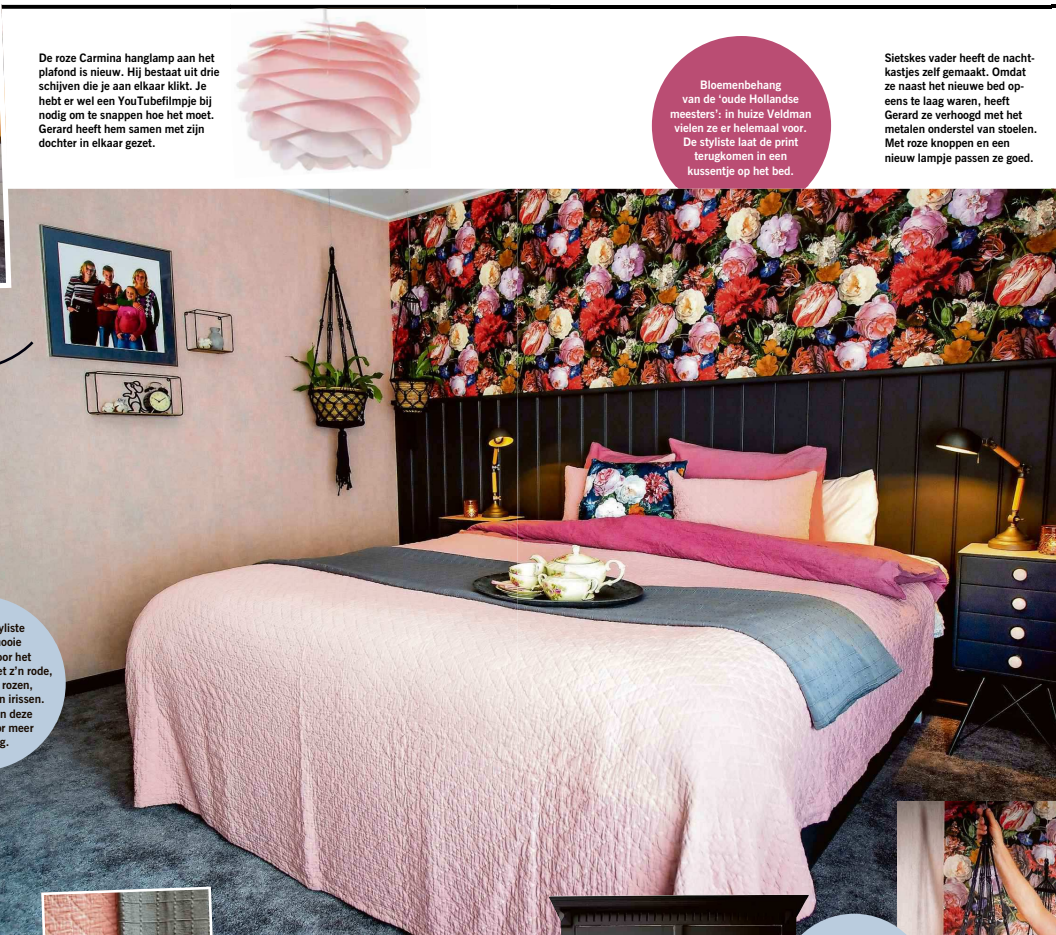 De roze Carmina hanglamp aan het
plafond is nieuw. Hij bestaat uit drie
schijven die je aan elkaar klikt. Je
hebt er wel een YouTubefilmpje bij
nodig om te snappen hoe het moet.
Gerard heeft hem samen met zijn
dochter in elkaar gezet.
Bloemenbehang
van de ‘oude Hollandse
meesters’: in huize Veldman
vielen ze er helemaal voor.
De styliste laat de print
terugkomen in een
kussentje op het bed.
Sietskes vader heeft de nacht-
kastjes zelf gemaakt. Omdat
ze naast het nieuwe bed op-
eens te laag waren, heeft
Gerard ze verhoogd met het
metalen onderstel van stoelen.
Met roze knoppen en een
nieuw lampje passen ze goed.
yliste
ooie
oor het
et z’n rode,
rozen,
n irissen.
n deze
or meer
g.